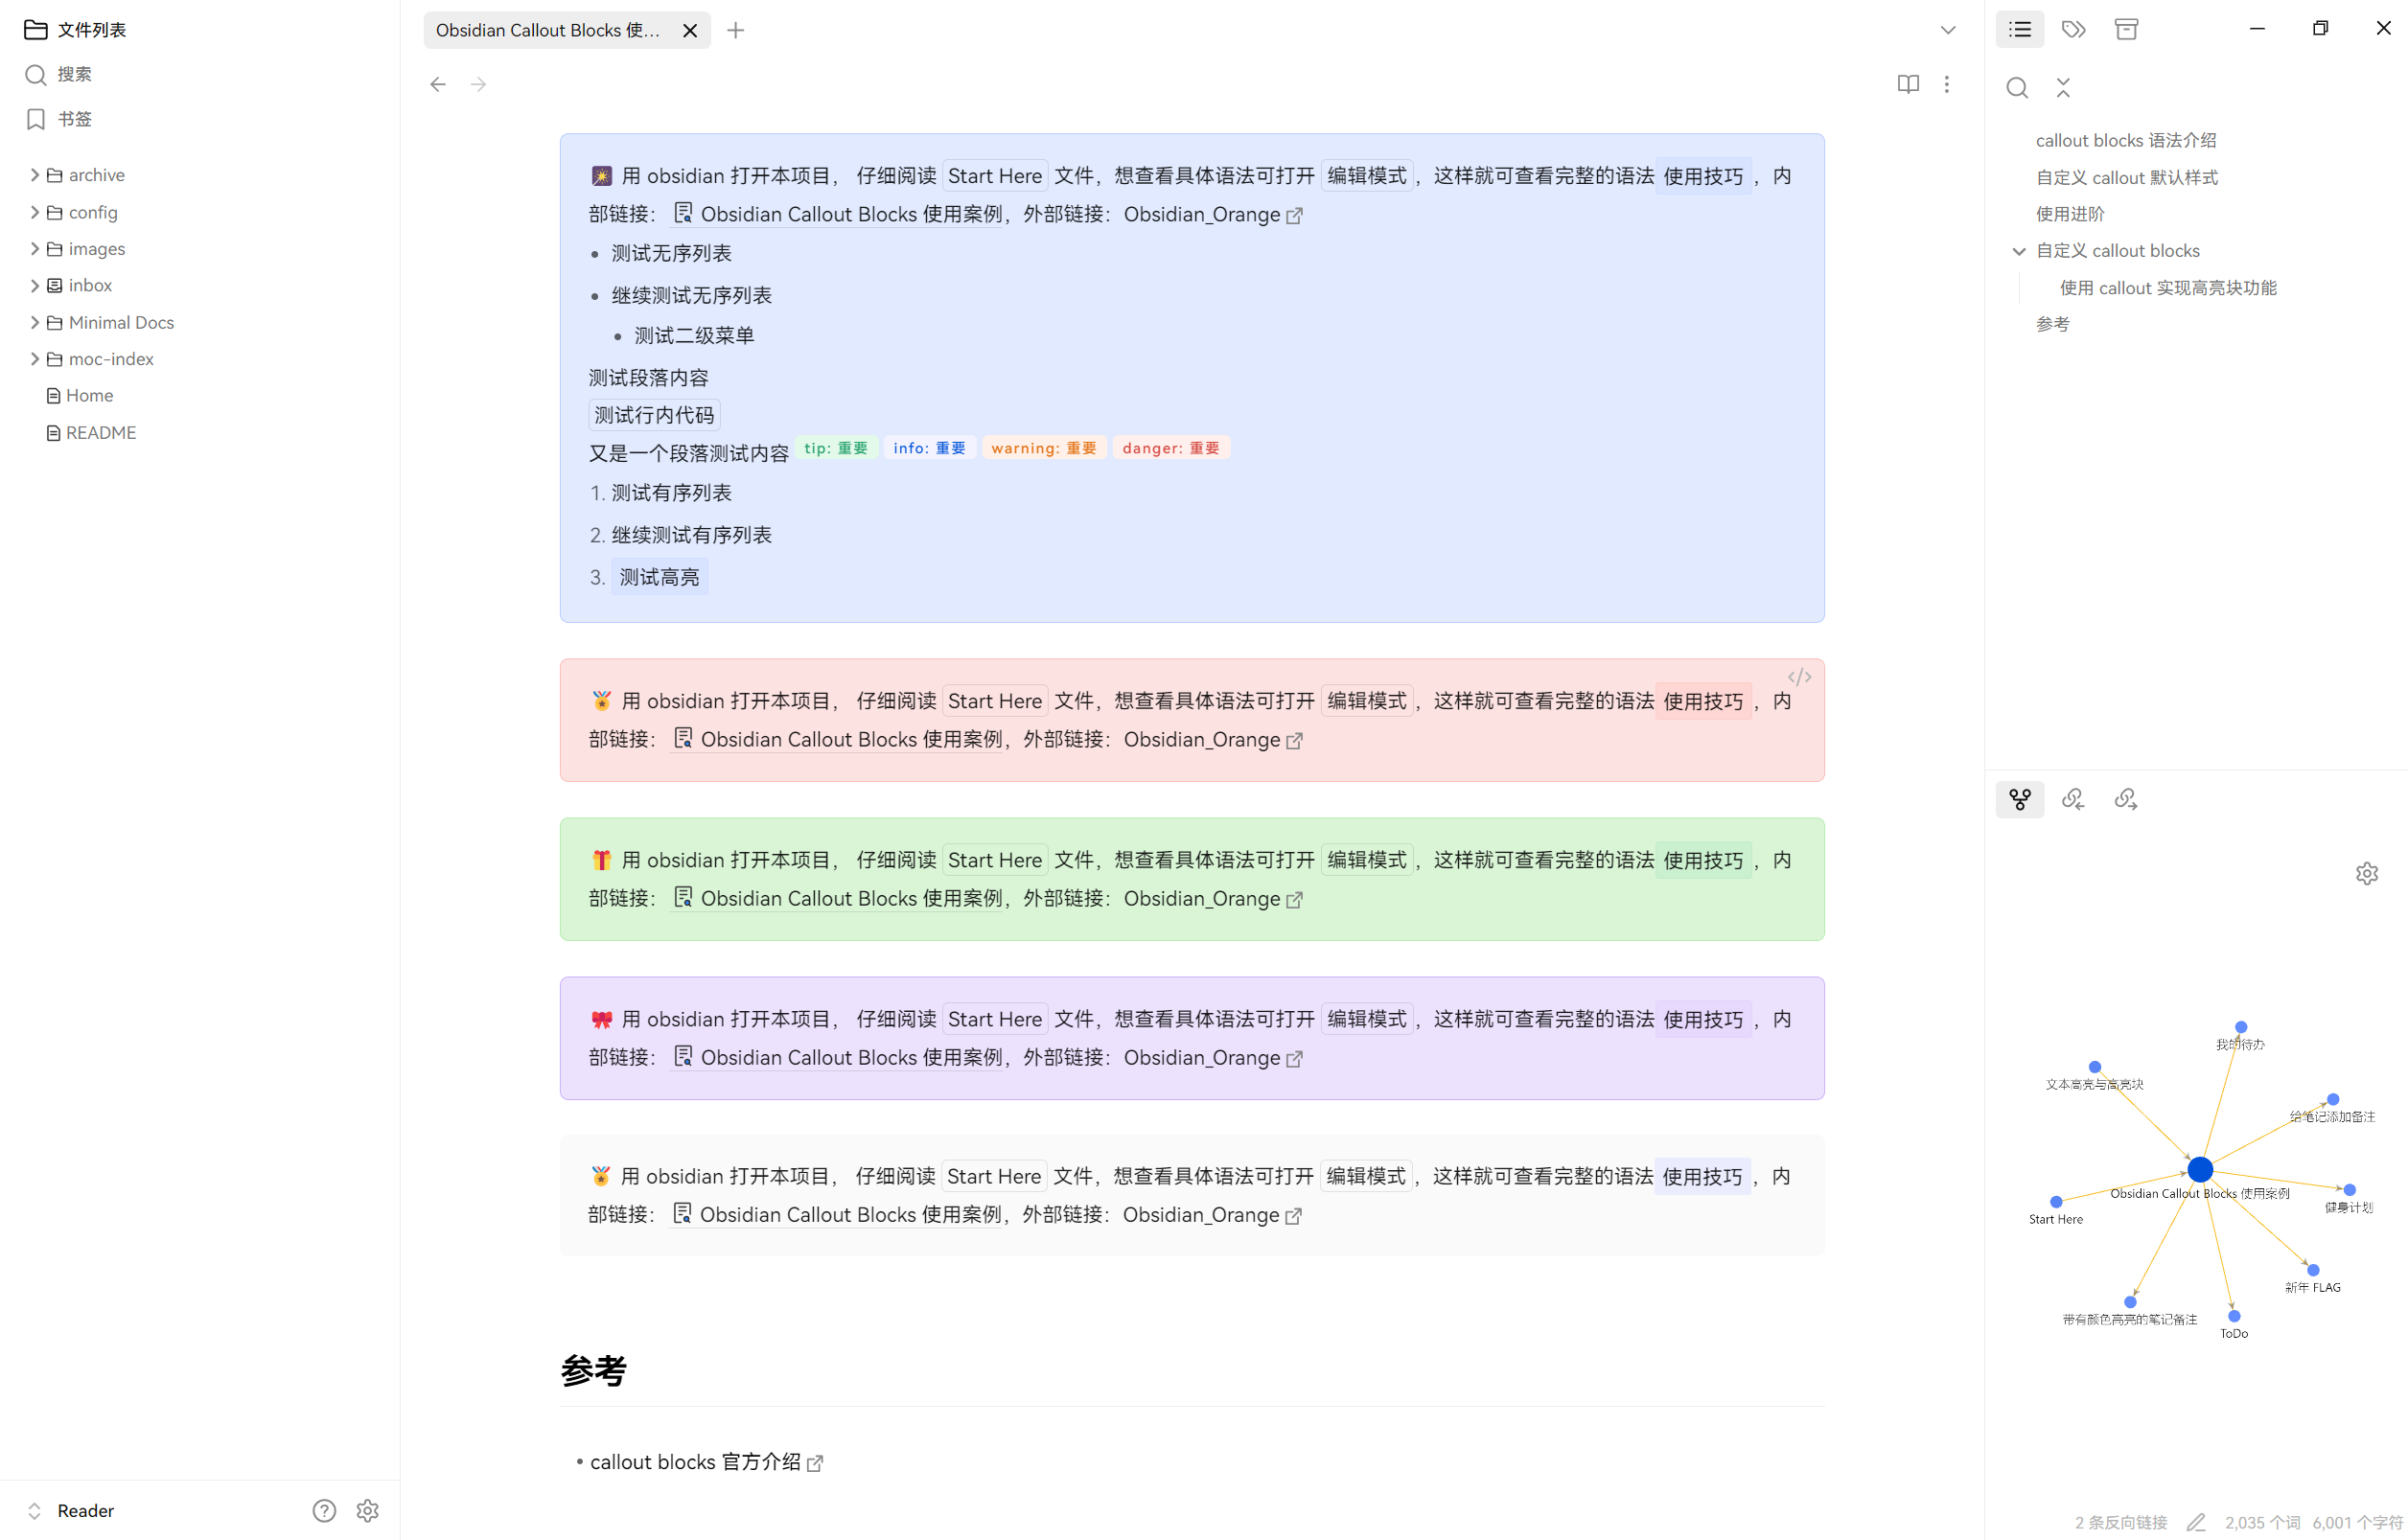 文件列表
搜索
书签
archive
config
images
inbox
Minimal Docs
moc-index
Home
README
Reader
Obsidian Callout Blocks 使...
用 obsidian 打开本项目， 仔细阅读 Start Here 文件，想查看具体语法可打开 编辑模式，这样就可查看完整的语法 使用技巧，内
部链接： Obsidian Callout Blocks 使用案例，外部链接：Obsidian_Orange
• 测试无序列表
• 继续测试无序列表
• 测试二级菜单
测试段落内容
测试行内代码
又是一个段落测试内容 tip: 重要 info: 重要 warning: 重要 danger: 重要
1. 测试有序列表
2. 继续测试有序列表
3. 测试高亮
用 obsidian 打开本项目， 仔细阅读 Start Here 文件，想查看具体语法可打开 编辑模式，这样就可查看完整的语法 使用技巧，内
部链接： Obsidian Callout Blocks 使用案例，外部链接：Obsidian_Orange
用 obsidian 打开本项目， 仔细阅读 Start Here 文件，想查看具体语法可打开 编辑模式，这样就可查看完整的语法 使用技巧，内
部链接： Obsidian Callout Blocks 使用案例，外部链接：Obsidian_Orange
用 obsidian 打开本项目， 仔细阅读 Start Here 文件，想查看具体语法可打开 编辑模式，这样就可查看完整的语法 使用技巧，内
部链接： Obsidian Callout Blocks 使用案例，外部链接：Obsidian_Orange
用 obsidian 打开本项目， 仔细阅读 Start Here 文件，想查看具体语法可打开 编辑模式，这样就可查看完整的语法 使用技巧，内
部链接： Obsidian Callout Blocks 使用案例，外部链接：Obsidian_Orange
参考
• callout blocks 官方介绍
callout blocks 语法介绍
自定义 callout 默认样式
使用进阶
自定义 callout blocks
使用 callout 实现高亮块功能
参考
我的待办
文本高亮与高亮块
给笔记添加备注
Obsidian Callout Blocks 使用案例
健身计划
Start Here
新年 FLAG
带有颜色高亮的笔记备注
ToDo
2 条反向链接 2,035 个词 6,001 个字符